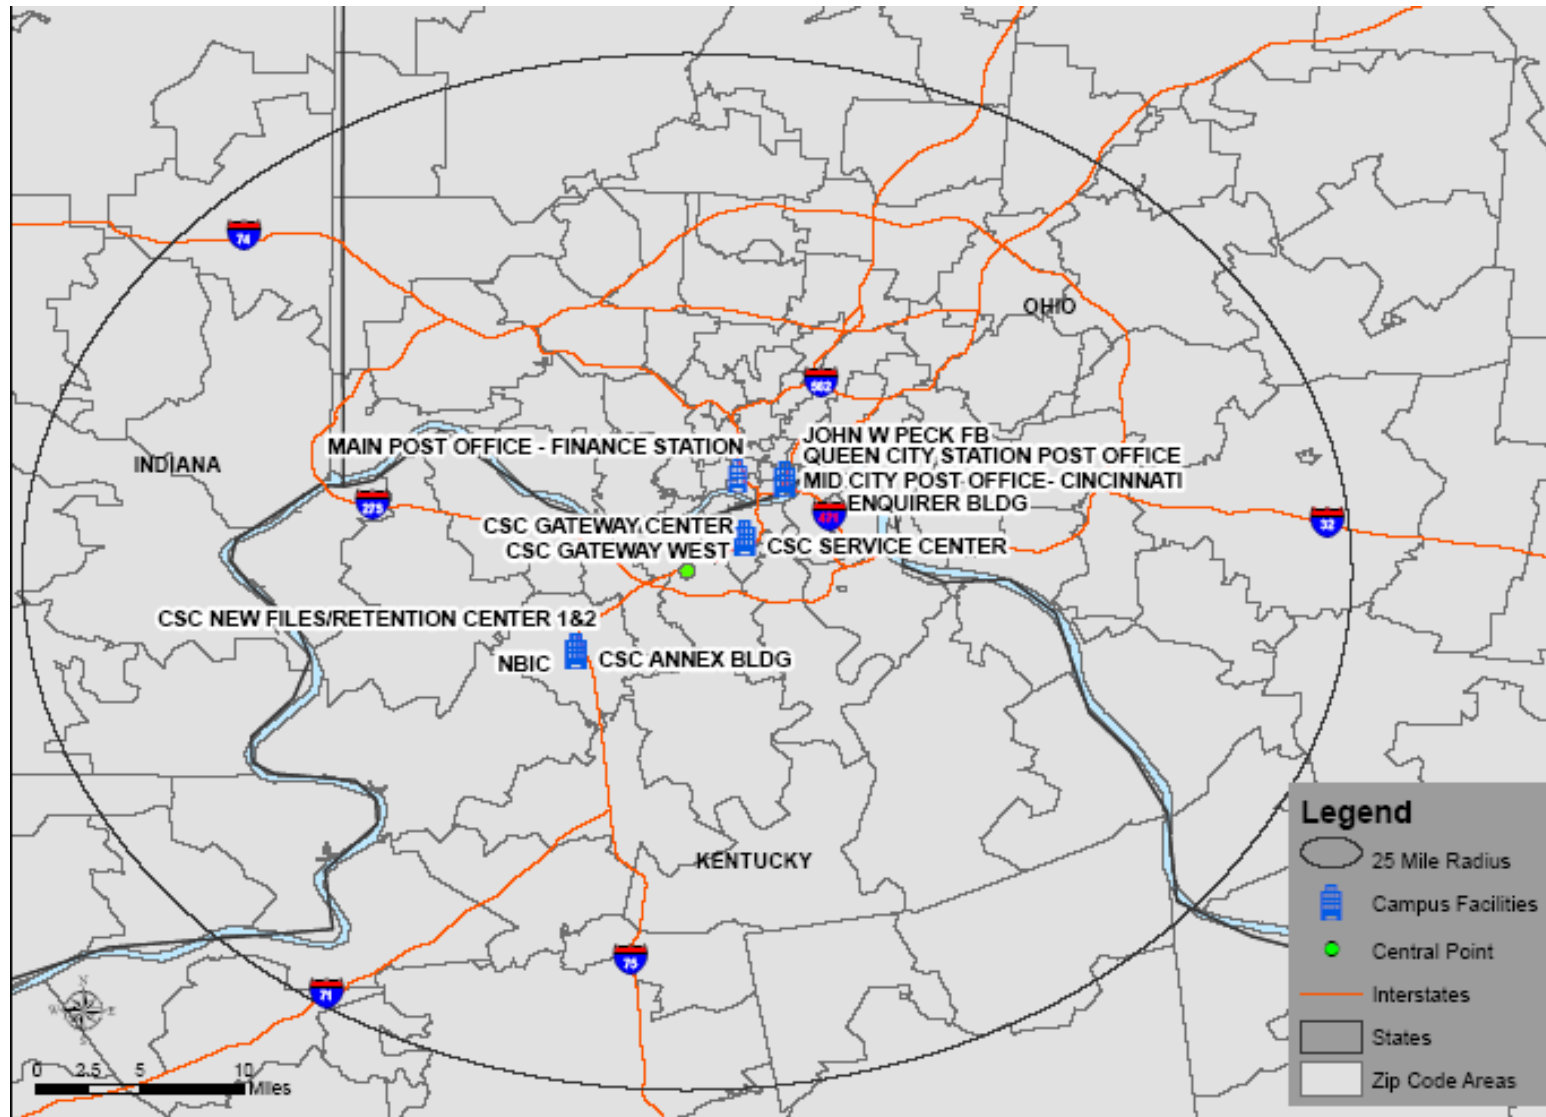 74
OHIO
562
MAIN POST OFFICE - FINANCE STATION
JOHN W PECK FB
QUEEN CITY STATION POST OFFICE
INDIANA
MID CITY POST OFFICE- CINCINNATI
275
ENQUIRER BLDG
471
32
CSC GATEWAY CENTER
CSC GATEWAY WEST
CSC SERVICE CENTER
CSC NEW FILES/RETENTION CENTER 1&2
NBIC
CSC ANNEX BLDG
KENTUCKY
75
71
N
W E
S
0 2.5 5 10
Miles
Legend
25 Mile Radius
Campus Facilities
Central Point
Interstates
States
Zip Code Areas